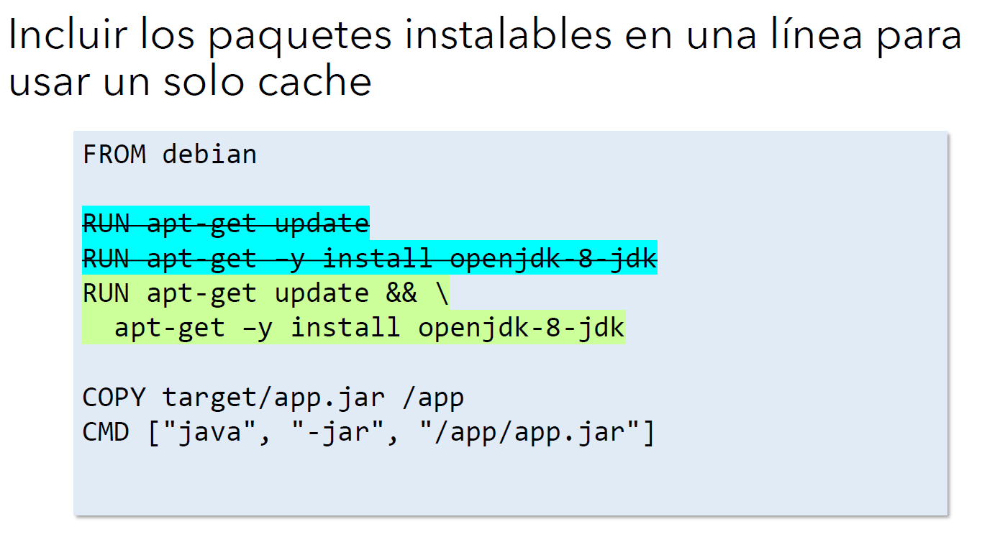 Incluir los paquetes instalables en una línea para
usar un solo cache
FROM debian
RUN apt-get update
RUN apt-get –y install openjdk-8-jdk
RUN apt-get update && \
apt-get –y install openjdk-8-jdk
COPY target/app.jar /app
CMD ["java", "-jar", "/app/app.jar"]